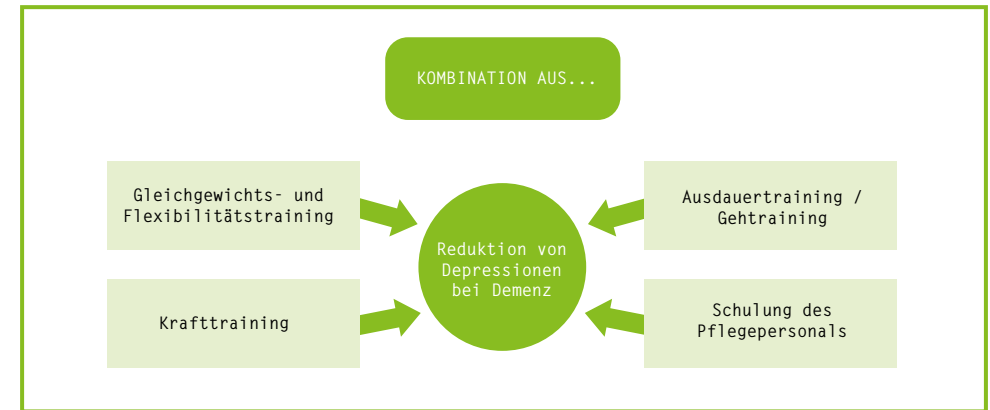 KOMBINATION AUS...
Gleichgewichts- und
Flexibilitätstraining
Ausdauertraining /
Gehtraining
Reduktion von
Depressionen
bei Demenz
Krafttraining
Schulung des
Pflegepersonals